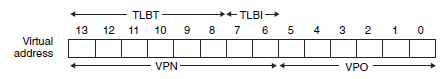 TLBT TLBI
13 12 11 10 9 8 7 6 5 4 3 2 1 0
Virtual
address
VPN VPO